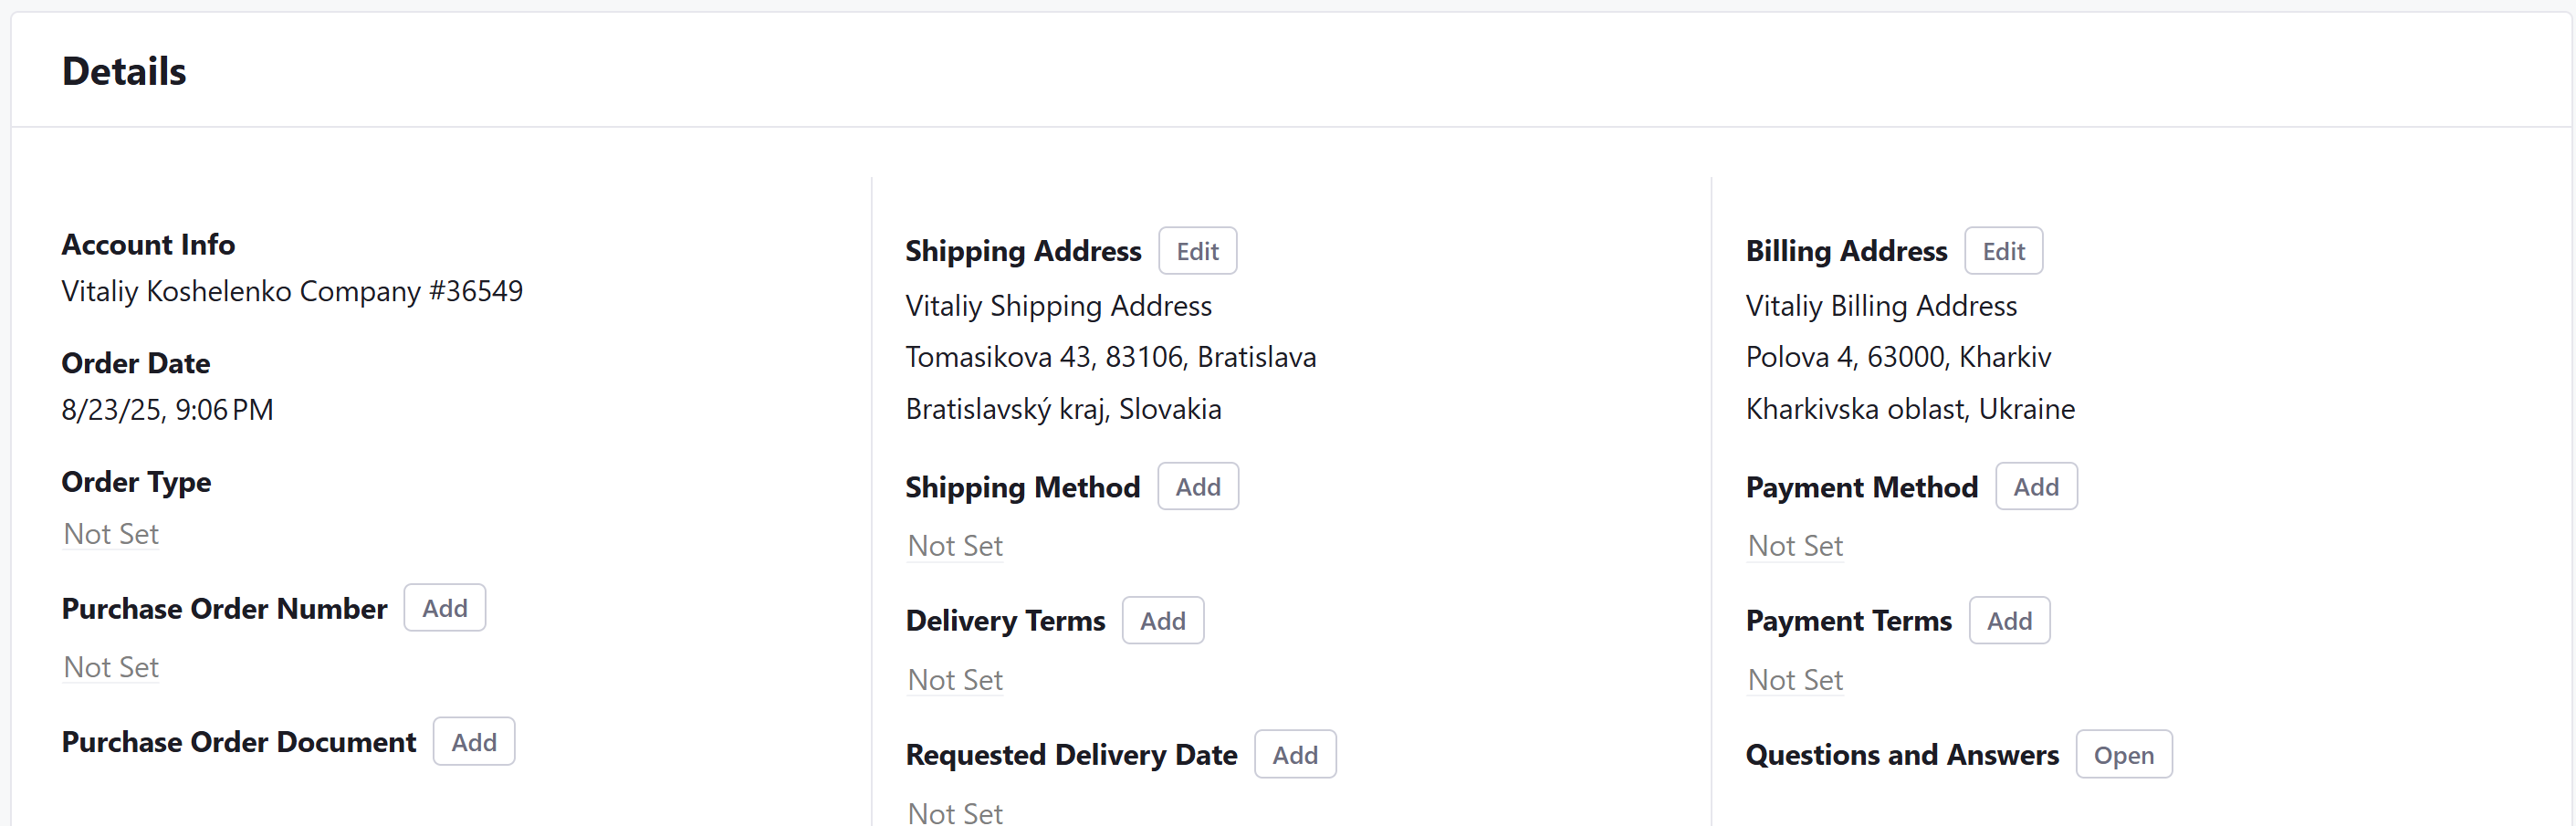 Details
Account Info
Vitaliy Koshelenko Company #36549
Order Date
8/23/25, 9:06 PM
Order Type
Not Set
Purchase Order Number Add
Not Set
Purchase Order Document Add
Shipping Address Edit
Vitaliy Shipping Address
Tomasikova 43, 83106, Bratislava
Bratislavský kraj, Slovakia
Shipping Method Add
Not Set
Delivery Terms Add
Not Set
Requested Delivery Date Add
Not Set
Billing Address Edit
Vitaliy Billing Address
Polova 4, 63000, Kharkiv
Kharkivska oblast, Ukraine
Payment Method Add
Not Set
Payment Terms Add
Not Set
Questions and Answers Open